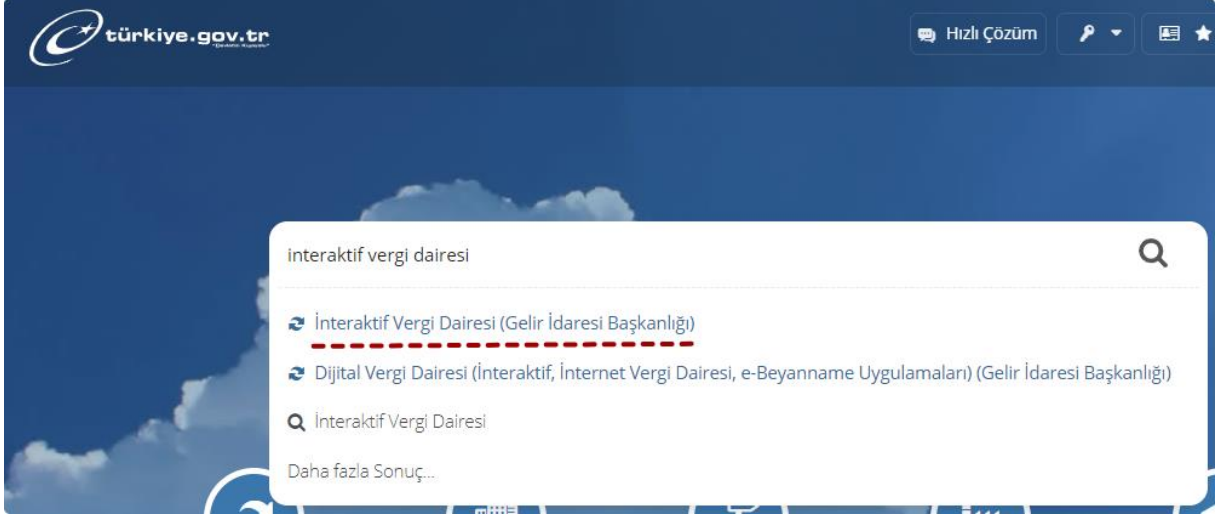 türkiye.gov.tr
Hızlı Çözüm
interaktif vergi dairesi
İnteraktif Vergi Dairesi (Gelir İdaresi Başkanlığı)
Dijital Vergi Dairesi (İnteraktif, İnternet Vergi Dairesi, e-Beyanname Uygulamaları) (Gelir İdaresi Başkanlığı)
İnteraktif Vergi Dairesi
Daha fazla Sonuç...